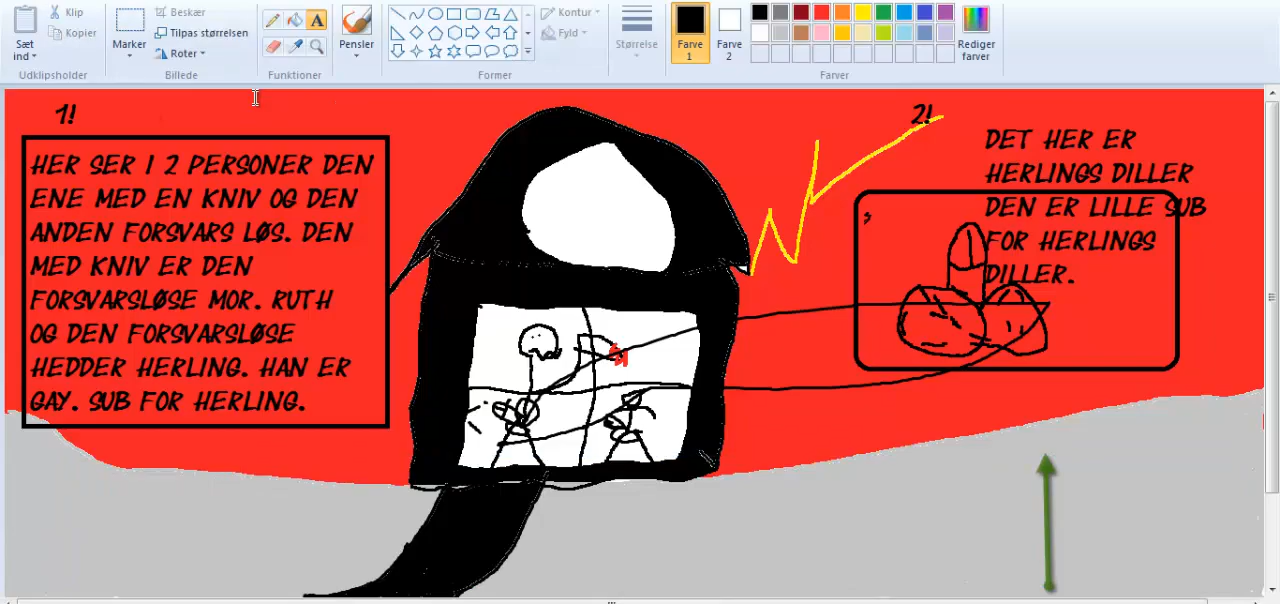 Klip
Kopier
Sæt
ind
Udklipsholder
Marker
Beskær
Tilpas størrelsen
Roter
Billede
A
Funktioner
Pensler
Kontur
Fyld
Former
Størrelse
Farve
1
Farve
2
Rediger
farver
Farver
1!
HER SER I 2 PERSONER DEN
ENE MED EN KNIV OG DEN
ANDEN FORSVARS LØS. DEN
MED KNIV ER DEN
FORSVARSLØSE MOR. RUTH
OG DEN FORSVARSLØSE
HEDDER HERLING. HAN ER
GAY. SUB FOR HERLING.
2!
DET HER ER
HERLINGS DILLER
DEN ER LILLE SUB
FOR HERLINGS
DILLER.